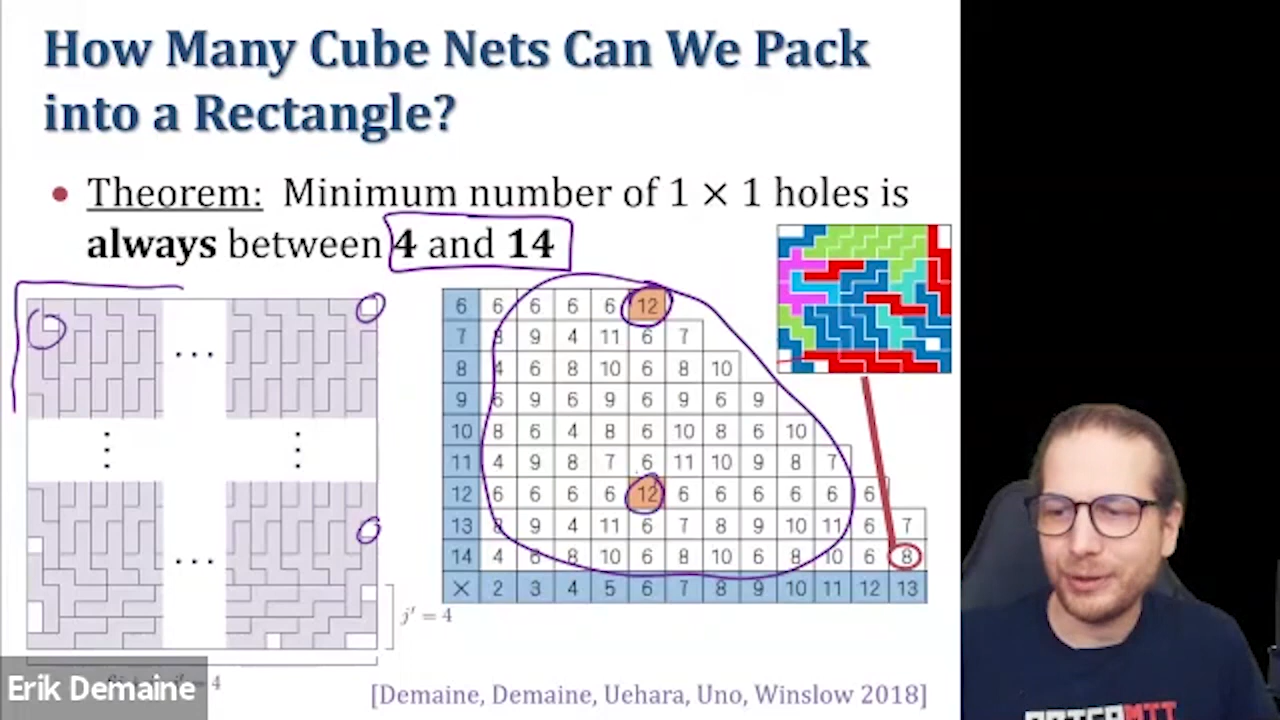 How Many Cube Nets Can We Pack
into a Rectangle?
• Theorem: Minimum number of 1 × 1 holes is
always between 4 and 14
6 6 6 6 6 12
7 8 9 4 11 6 7
8 4 6 8 10 6 8 10
9 6 9 6 9 6 9 6 9
10 8 6 4 8 6 10 8 6 10
11 4 9 8 7 6 11 10 9 8 7
12 6 6 6 6 12 6 6 6 6 6 6
13 8 9 4 11 6 7 8 9 10 11 6 7
14 4 6 8 10 6 8 10 6 8 10 6 8
× 2 3 4 5 6 7 8 9 10 11 12 13
j′ = 4
Erik Demaine
[Demaine, Demaine, Uehara, Uno, Winslow 2018]